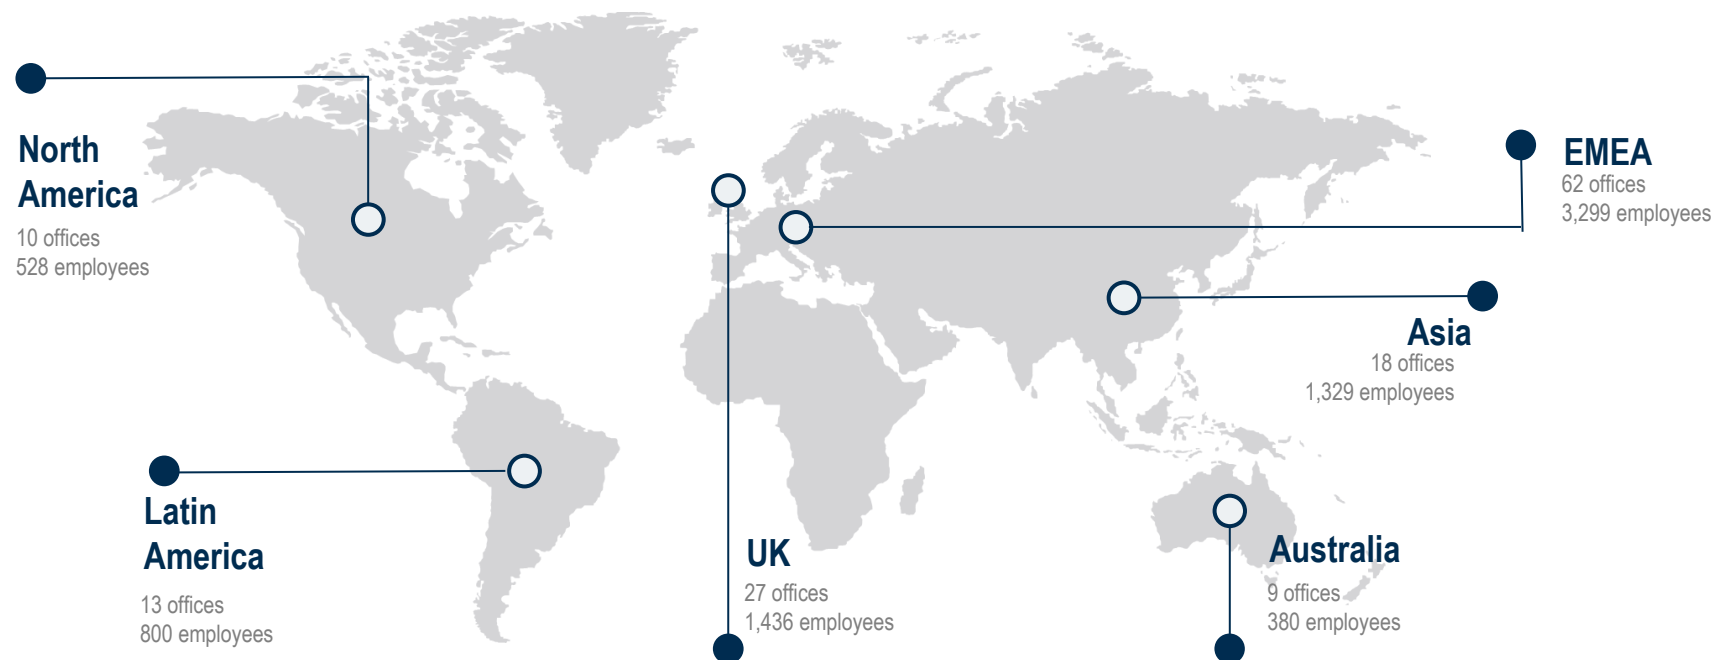 North
America
10 offices
528 employees
EMEA
62 offices
3,299 employees
Asia
18 offices
1,329 employees
Latin
America
13 offices
800 employees
UK
27 offices
1,436 employees
Australia
9 offices
380 employees